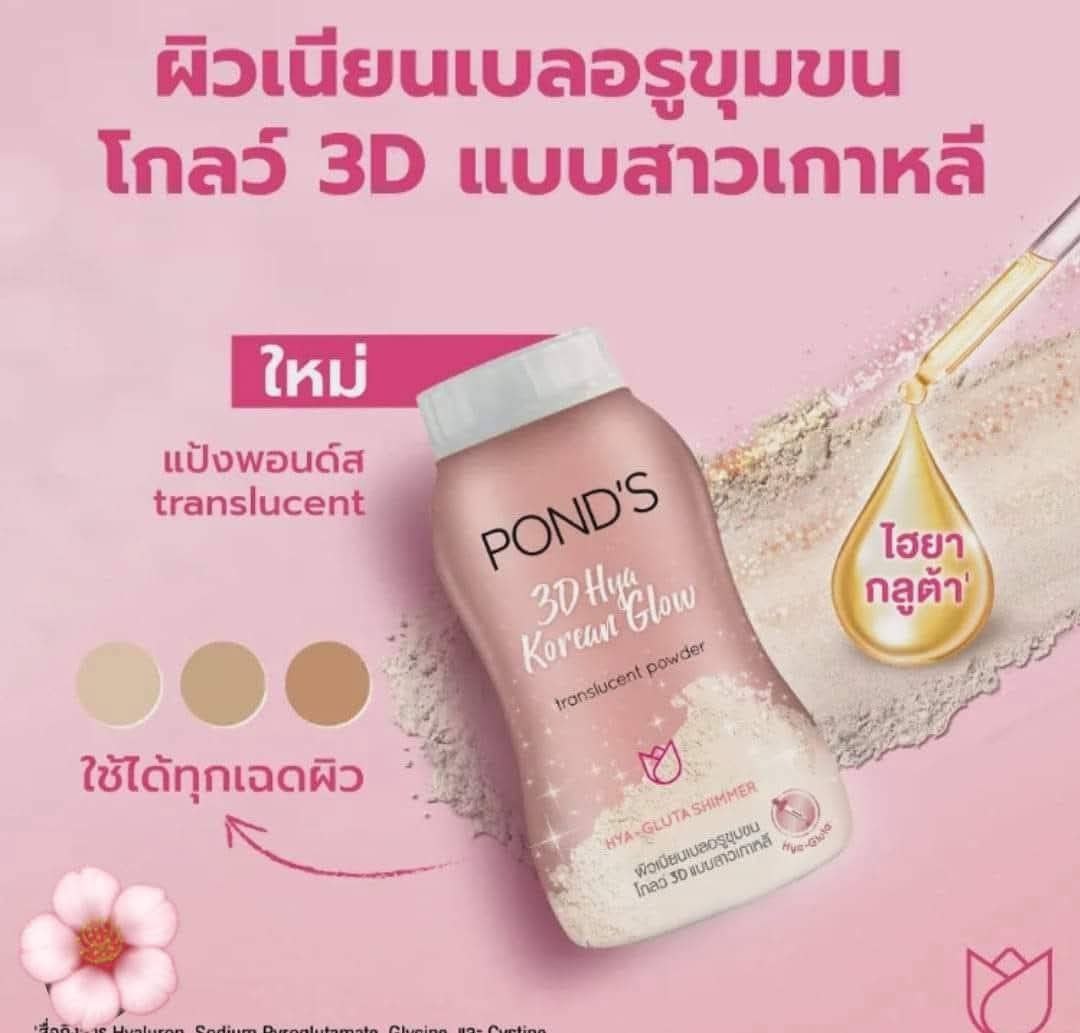 ผิวเนียนเบลอรูขุมขน
โกลว์ 3D แบบสาวเกาหลี
ใหม่
แป้งพอนด์ส
translucent
ใช้ได้ทุกเฉดผิว
POND'S
3D Hya
Korean Glow
translucent powder
HYA-GLUTA SHIMMER
ผิวเนียนเบลอรูขุมขน
โกลว์ 3D แบบสาวเกาหลี
Hya-Gluta
ไฮยา
กลูต้า'
Hyaluron, Sodium Pyroglutamate, Glycine, และ Cystine